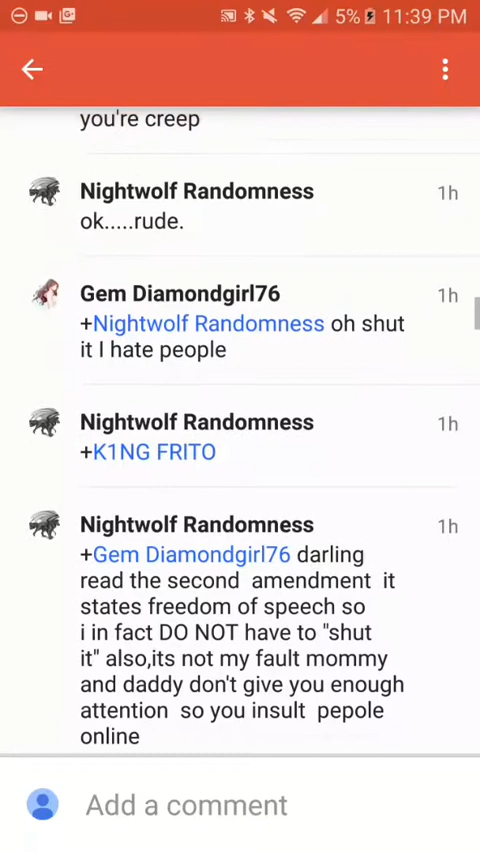 5% 11:39 PM
you're creep
Nightwolf Randomness 1h
ok.....rude.
Gem Diamondgirl76 1h
+Nightwolf Randomness oh shut
it I hate people
Nightwolf Randomness 1h
+K1NG FRITO
Nightwolf Randomness 1h
+Gem Diamondgirl76 darling
read the second amendment it
states freedom of speech so
i in fact DO NOT have to "shut
it" also,its not my fault mommy
and daddy don't give you enough
attention so you insult pepole
online
Add a comment